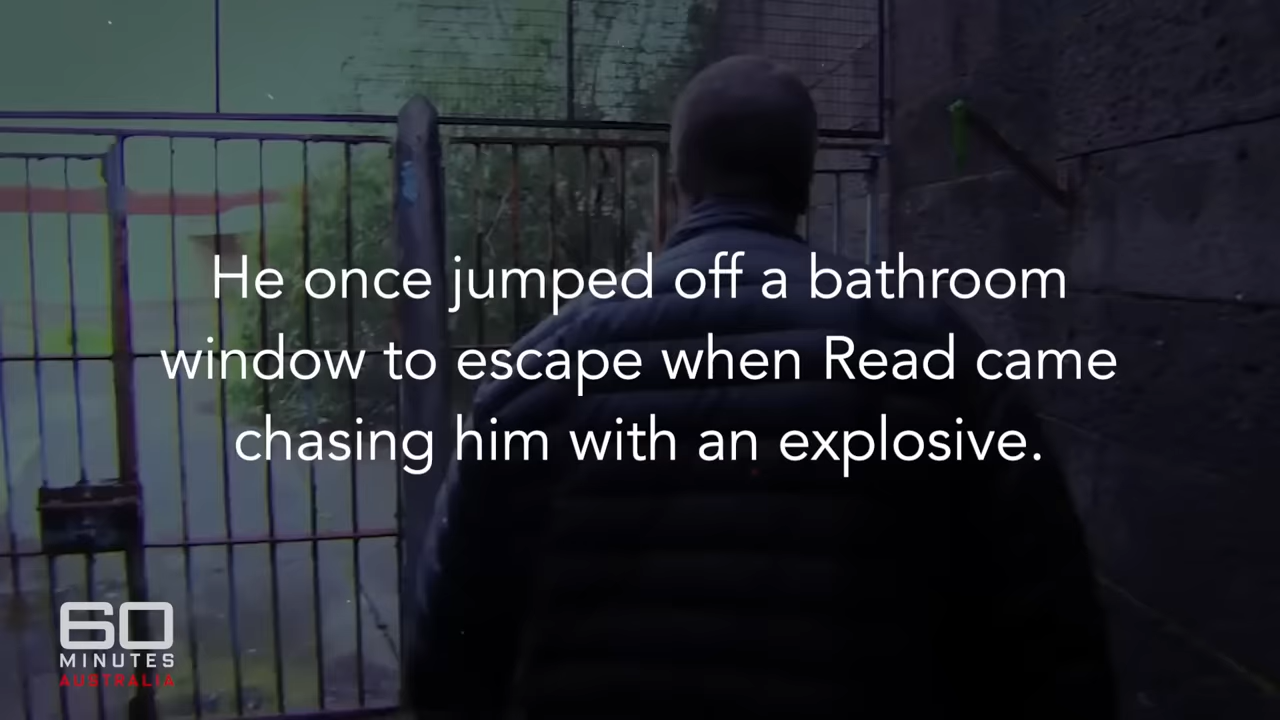 He once jumped off a bathroom
window to escape when Read came
chasing him with an explosive.
60
MINUTES
AUSTRALIA